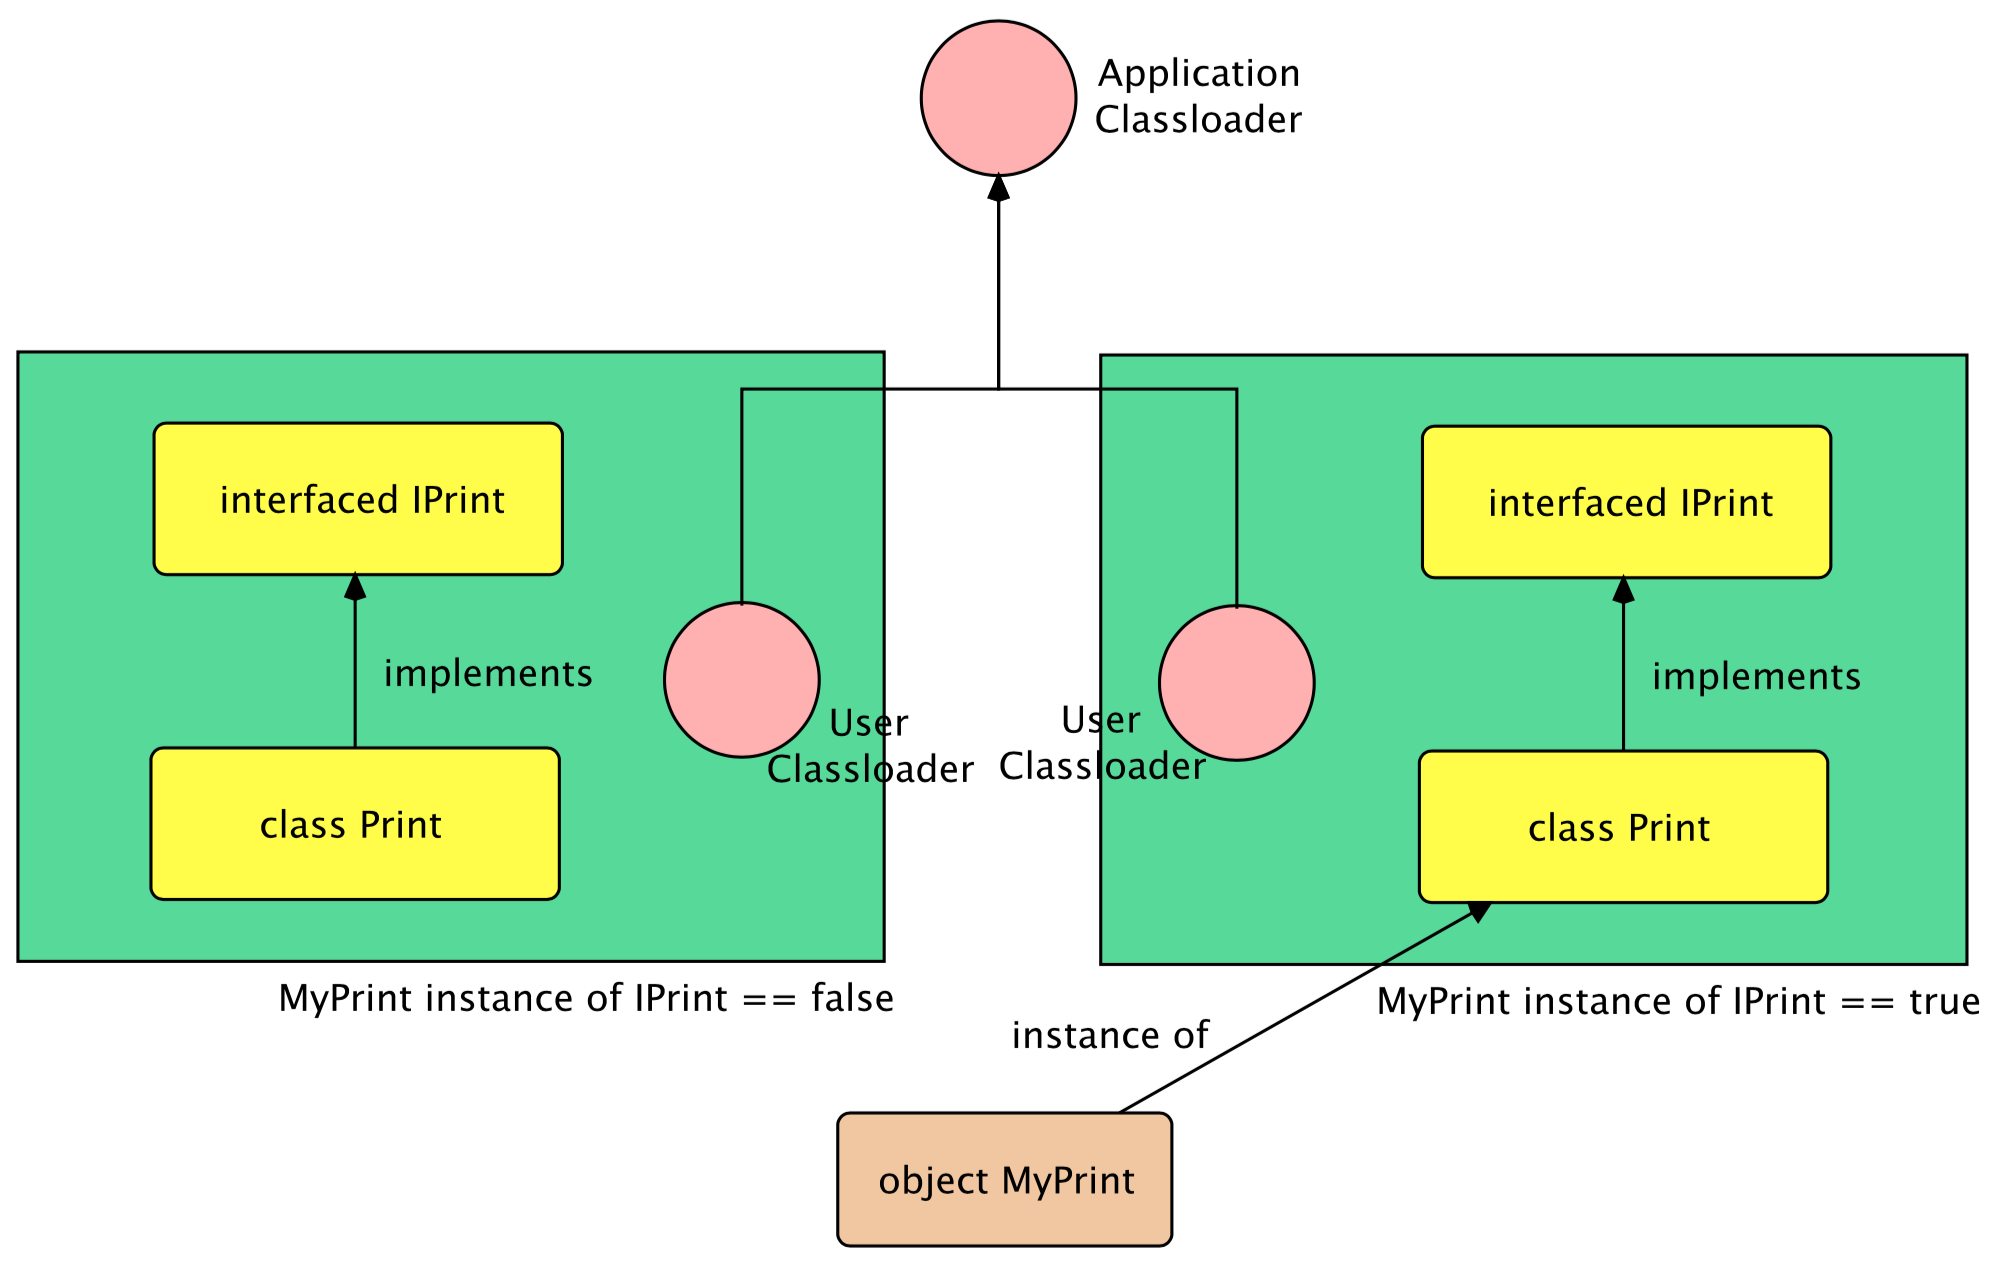 Application
Classloader
interfaced IPrint
interfaced IPrint
implements
implements
User
Classloader
User
Classloader
class Print
class Print
MyPrint instance of IPrint == false
MyPrint instance of IPrint == true
instance of
object MyPrint